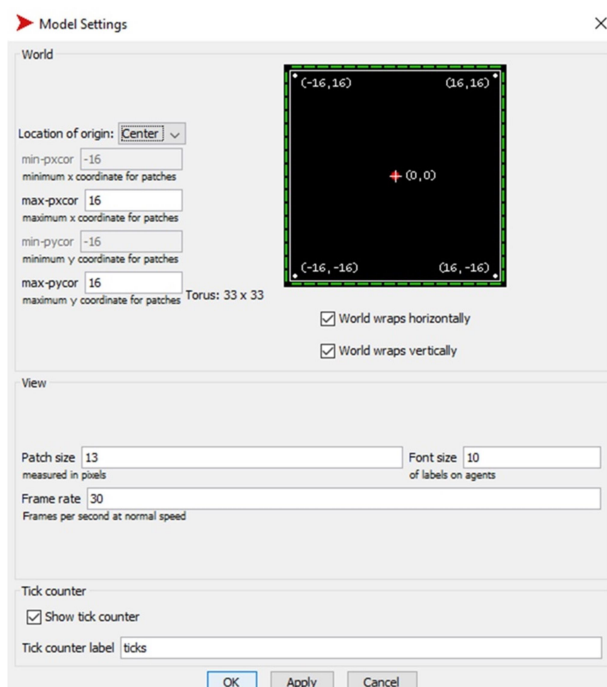 Model Settings
World
(-16,16) (16,16)
Location of origin: Center
min-pxcor -16
minimum x coordinate for patches
(0,0)
max-pxcor 16
maximum x coordinate for patches
min-pycor -16
minimum y coordinate for patches
(-16,-16) (16,-16)
max-pycor 16
maximum y coordinate for patches Torus: 33 x 33
World wraps horizontally
World wraps vertically
View
Patch size 13 Font size 10
measured in pixels of labels on agents
Frame rate 30
Frames per second at normal speed
Tick counter
Show tick counter
Tick counter label ticks
OK Apply Cancel